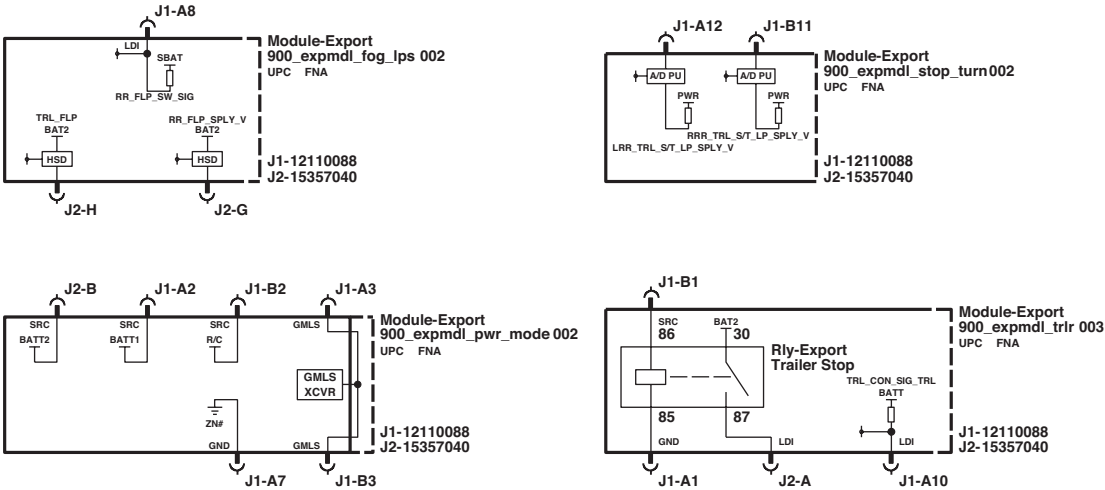 J1-A8
LDI
SBAT
RR_FLP_SW_SIG
TRL_FLP
BAT2
HSD
RR_FLP_SPLY_V
BAT2
HSD
J2-H
J2-G
Module-Export
900_expmdl_fog_lps 002
UPC FNA
J1-12110088
J2-15357040
J1-A12
J1-B11
A/D PU
A/D PU
PWR
PWR
RRR_TRL_S/T_LP_SPLY_V
LRR_TRL_S/T_LP_SPLY_V
Module-Export
900_expmdl_stop_turn002
UPC FNA
J1-12110088
J2-15357040
J2-B
J1-A2
J1-B2
J1-A3
SRC
BATT2
SRC
BATT1
SRC
R/C
GMLS
GMLS
XCVR
ZN#
GND
GMLS
J1-A7
J1-B3
Module-Export
900_expmdl_pwr_mode 002
UPC FNA
J1-12110088
J2-15357040
J1-B1
SRC
86
BAT2
30
Rly-Export
Trailer Stop
85
87
GND
LDI
TRL_CON_SIG_TRL
BATT
LDI
J1-A1
J2-A
J1-A10
Module-Export
900_expmdl_trlr 003
UPC FNA
J1-12110088
J2-15357040